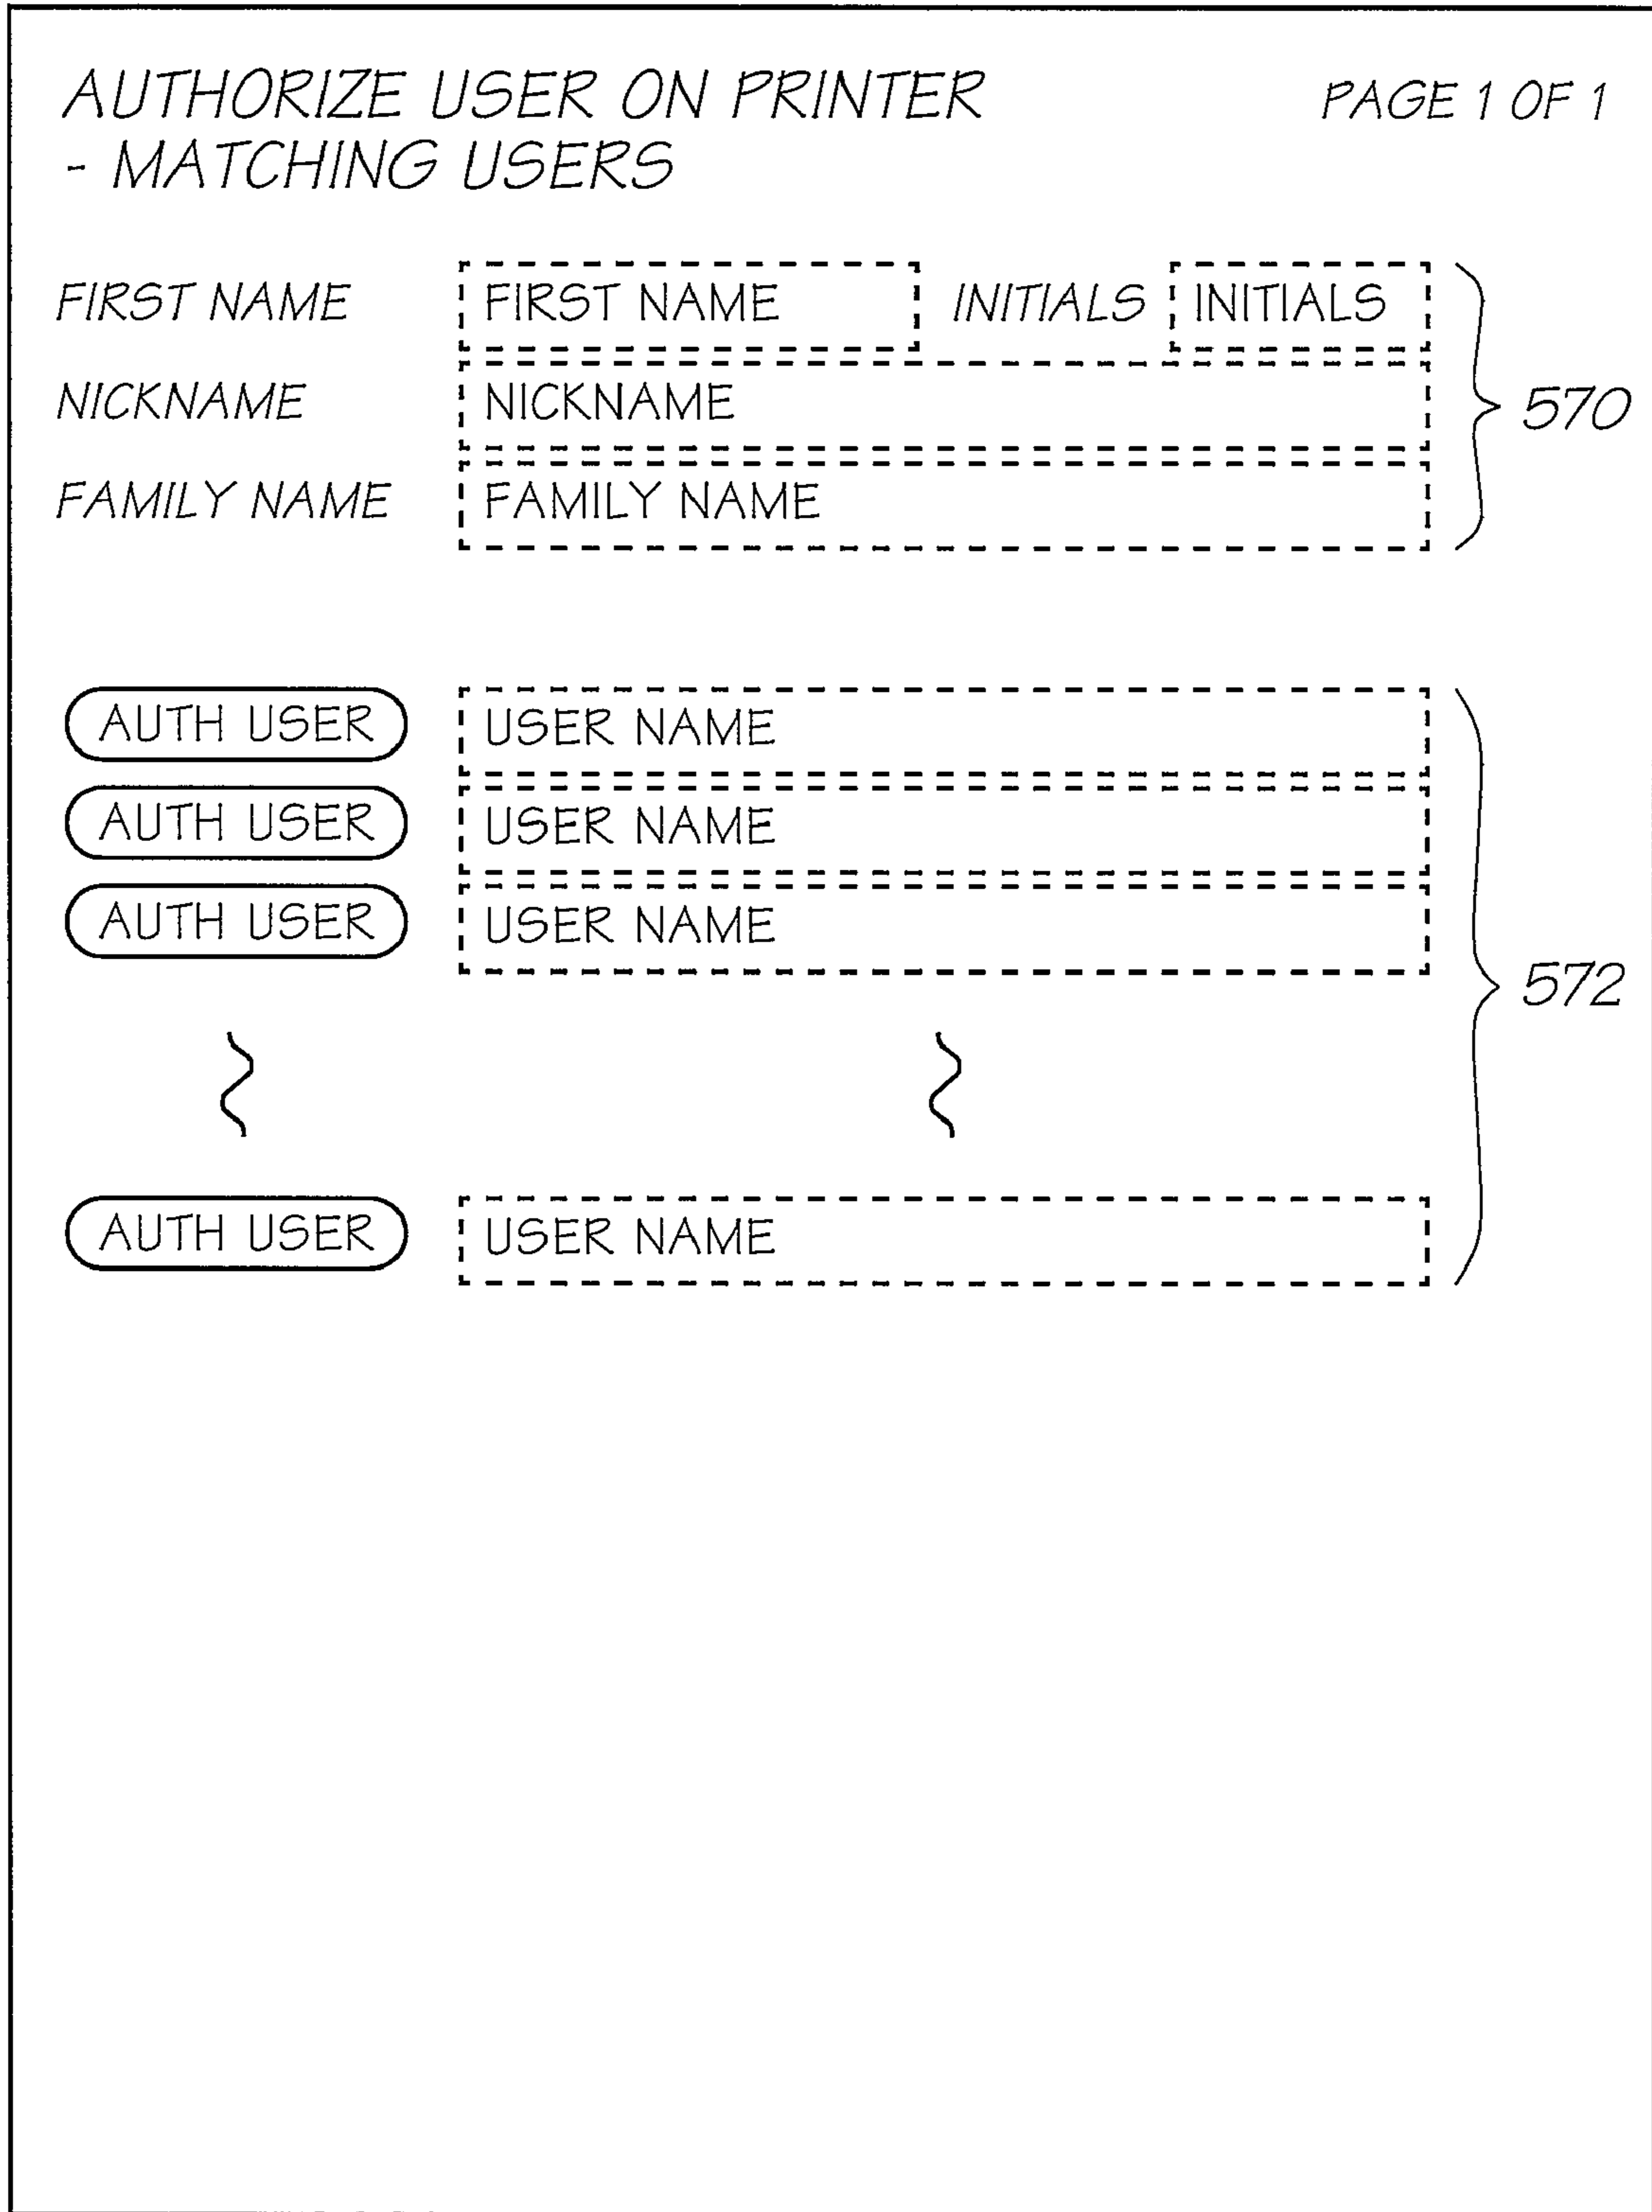 AUTHORIZE USER ON PRINTER PAGE 1 OF 1
- MATCHING USERS
FIRST NAME FIRST NAME INITIALS INITIALS
NICKNAME NICKNAME
570
FAMILY NAME FAMILY NAME
AUTH USER USER NAME
AUTH USER USER NAME
AUTH USER USER NAME
572
AUTH USER USER NAME